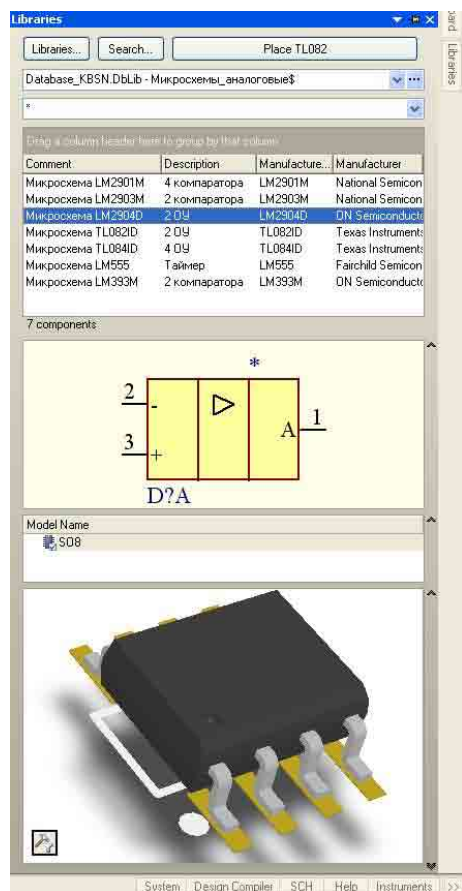 Libraries
Libraries... Search... Place TL082
Database_KBSN.DbLib - Микросхемы_аналоговые$
*
Drag a column header here to group by that column
Comment Description Manufacture... Manufacturer
Микросхема LM2901M 4 компаратора LM2901M National Semicon
Микросхема LM2903M 2 компаратора LM2903M National Semicon
Микросхема LM2904D 2 ОУ LM2904D ON Semiconducto
Микросхема TL082ID 2 ОУ TL082ID Texas Instruments
Микросхема TL084ID 4 ОУ TL084ID Texas Instruments
Микросхема LM555 Таймер LM555 Fairchild Semicon
Микросхема LM393M 2 компаратора LM393M ON Semiconducto
7 components
*
2 - 1
3 + A
D?A
Model Name
SO8
System Design Compiler SCH Help Instruments >>
ard
Libraries